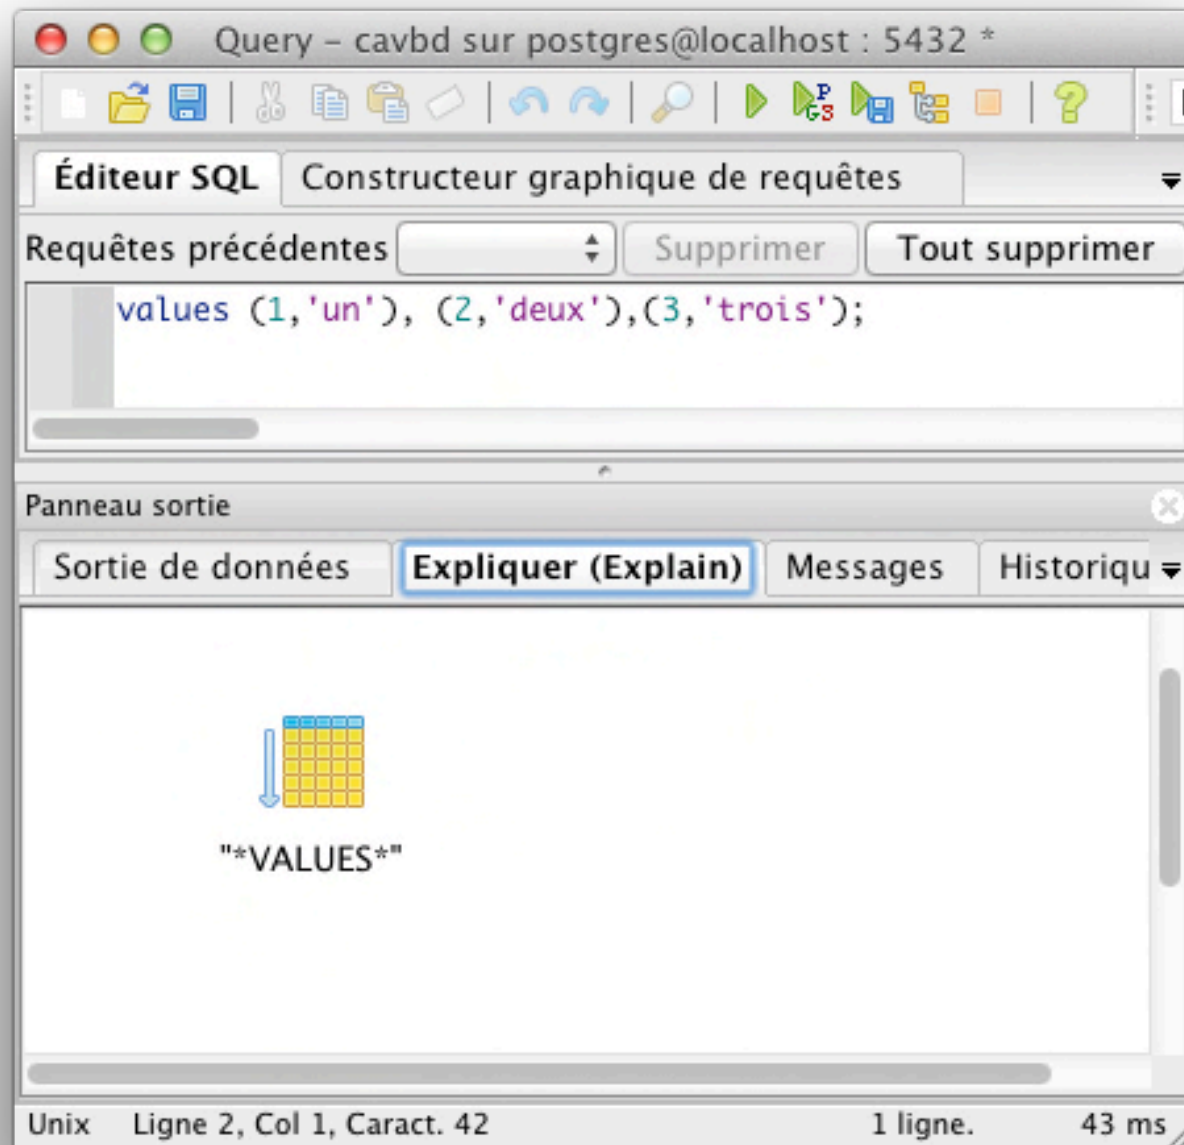 Query – cavbd sur postgres@localhost : 5432 *
Éditeur SQL Constructeur graphique de requêtes
Requêtes précédentes Supprimer Tout supprimer
values (1,'un'), (2,'deux'),(3,'trois');
Panneau sortie
Sortie de données Expliquer (Explain) Messages Historiqu
"*VALUES*"
Unix Ligne 2, Col 1, Caract. 42 1 ligne. 43 ms